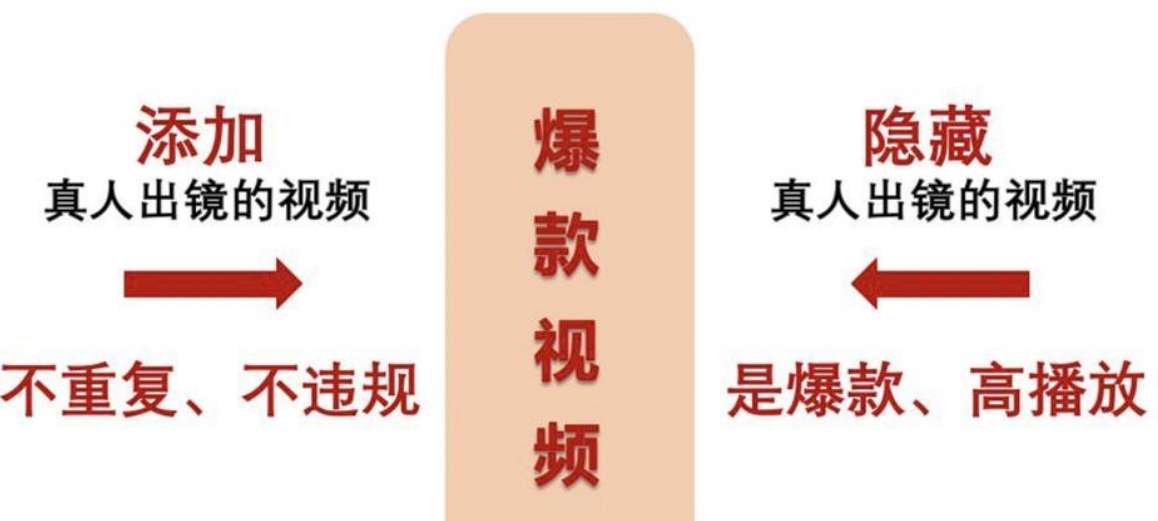 添加
真人出镜的视频
不重复、不违规
爆款视频
隐藏
真人出镜的视频
是爆款、高播放